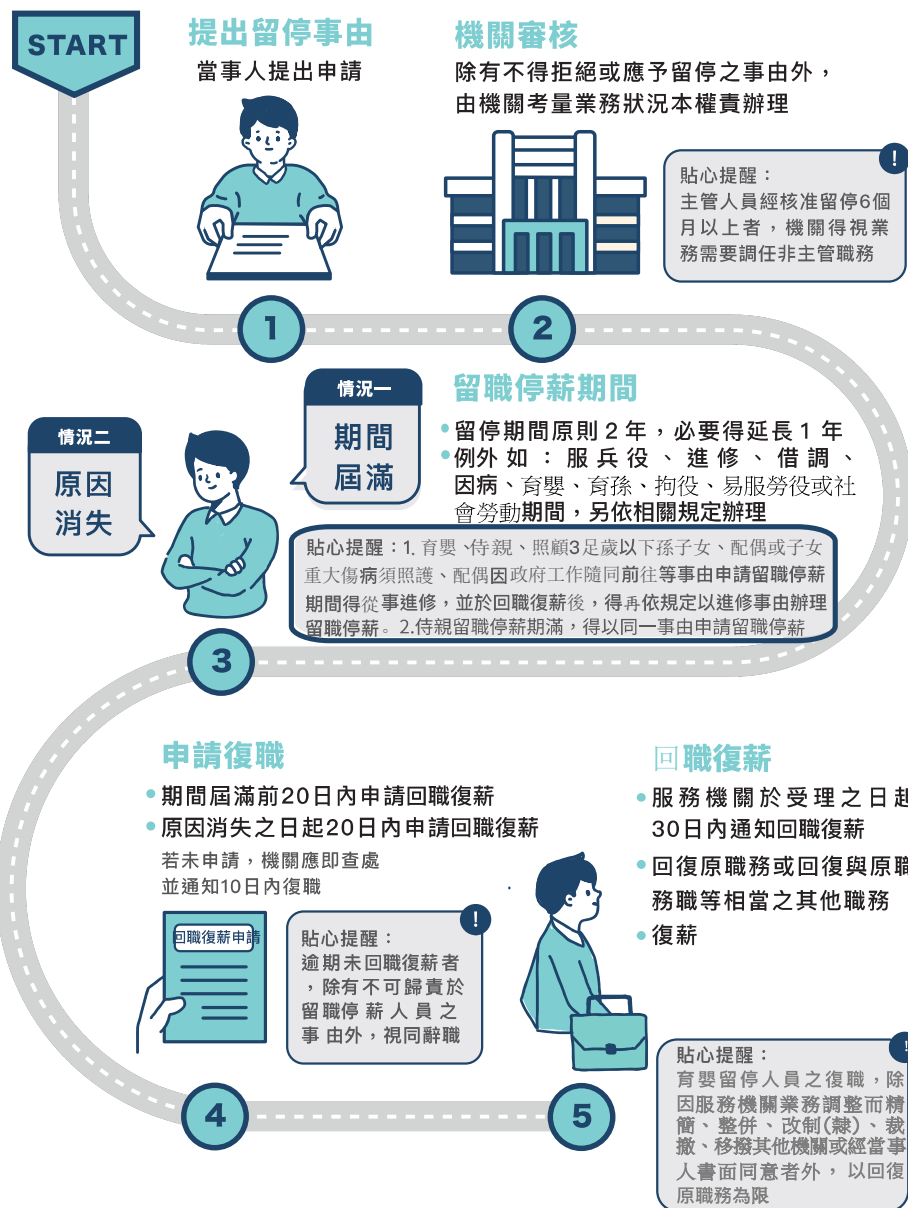 START
提出留停事由
當事人提出申請
機關審核
除有不得拒絕或應予留停之事由外，
由機關考量業務狀況本權責辦理
!
貼心提醒：
主管人員經核准留停6個
月以上者，機關得視業
務需要調任非主管職務
1
2
情況一
期間
屆滿
情況二
原因
消失
留職停薪期間
•留停期間原則2年，必要得延長1年
•例外如：服兵役、進修、借調、
因病、育嬰、育孫、拘役、易服勞役或社
會勞動期間，另依相關規定辦理
貼心提醒：1. 育嬰、侍親、照顧3足歲以下孫子女、配偶或子女
重大傷病須照護、配偶因政府工作隨同前往等事由申請留職停薪
期間得從事進修，並於回職復薪後，得再依規定以進修事由辦理
留職停薪。2.侍親留職停薪期滿，得以同一事由申請留職停薪
3
申請復職
•期間屆滿前20日內申請回職復薪
•原因消失之日起20日內申請回職復薪
若未申請，機關應即查處
並通知10日內復職
回職復薪申請
!
貼心提醒：
逾期未回職復薪者
，除有不可歸責於
留職停薪人員之
事由外，視同辭職
回職復薪
•服務機關於受理之日起
30日內通知回職復薪
•回復原職務或回復與原職
務職等相當之其他職務
•復薪
!
貼心提醒：
育嬰留停人員之復職，除
因服務機關業務調整而精
簡、整併、改制(隸)、裁
撤、移撥其他機關或經當事
人書面同意者外，以回復
原職務為限
4
5